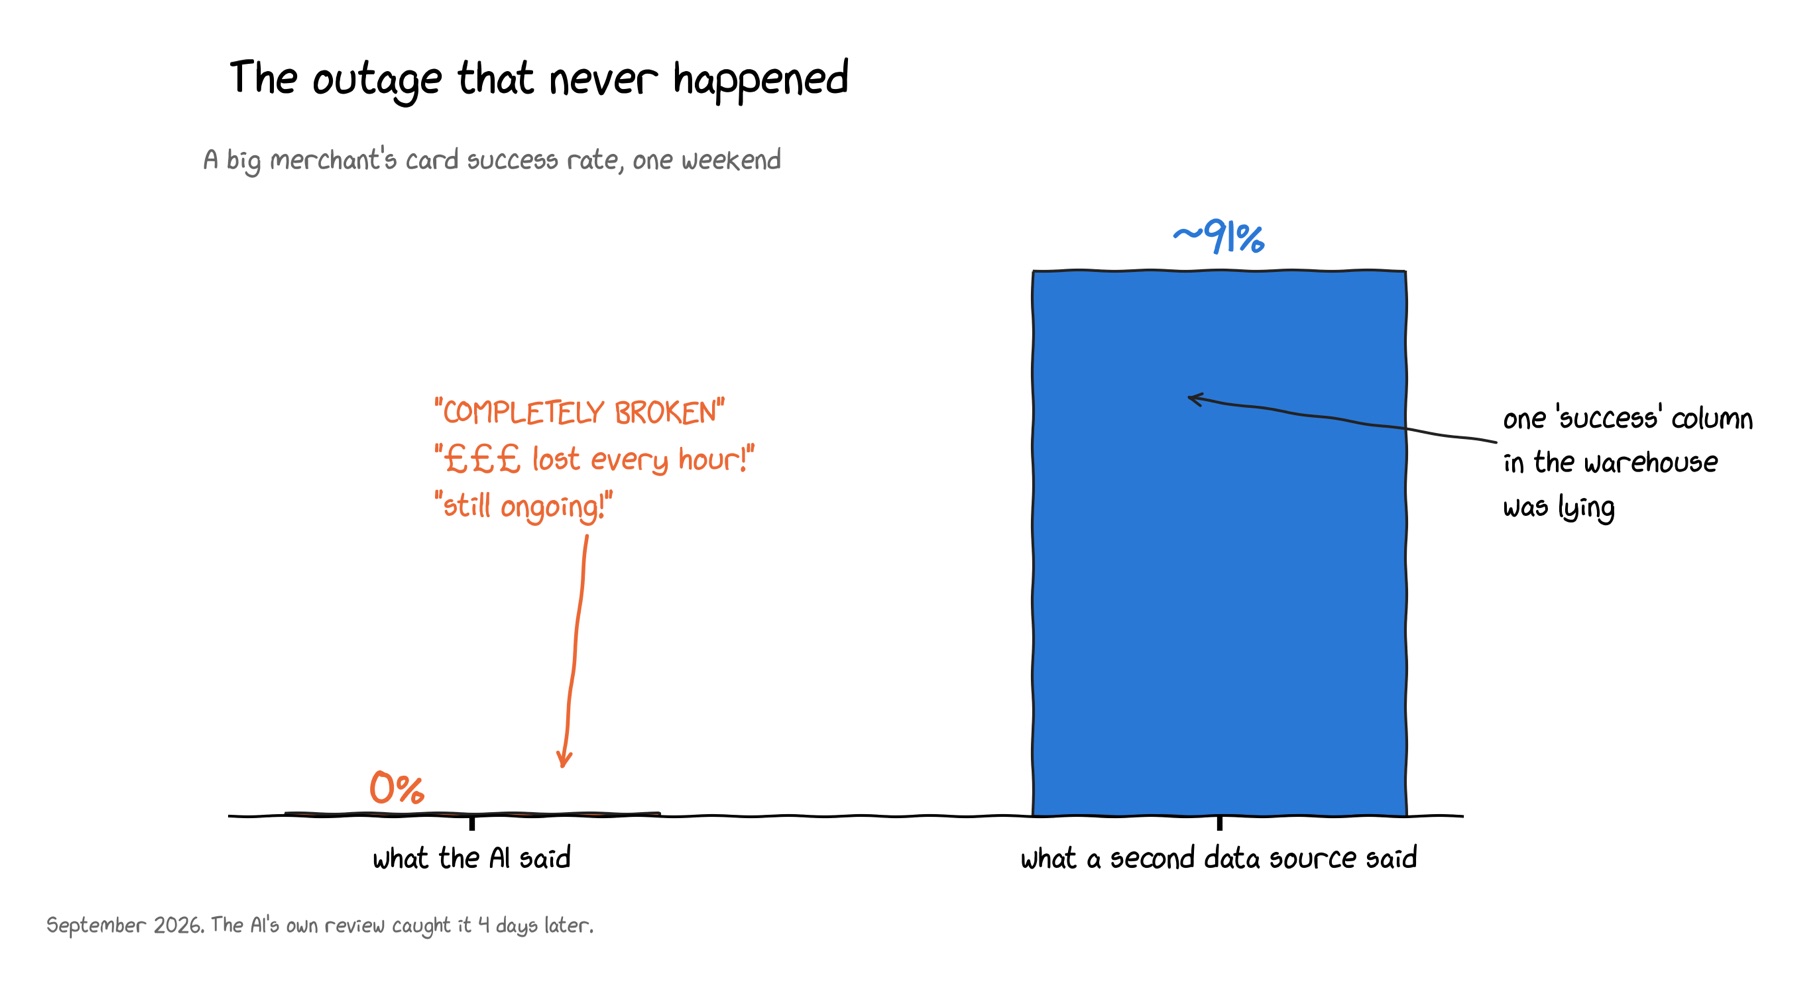 The outage that never happened
A big merchant's card success rate, one weekend
~91%
"COMPLETELY BROKEN"
"£££ lost every hour!"
"still ongoing!"
one 'success' column
in the warehouse
was lying
0%
what the AI said
what a second data source said
September 2026. The AI's own review caught it 4 days later.